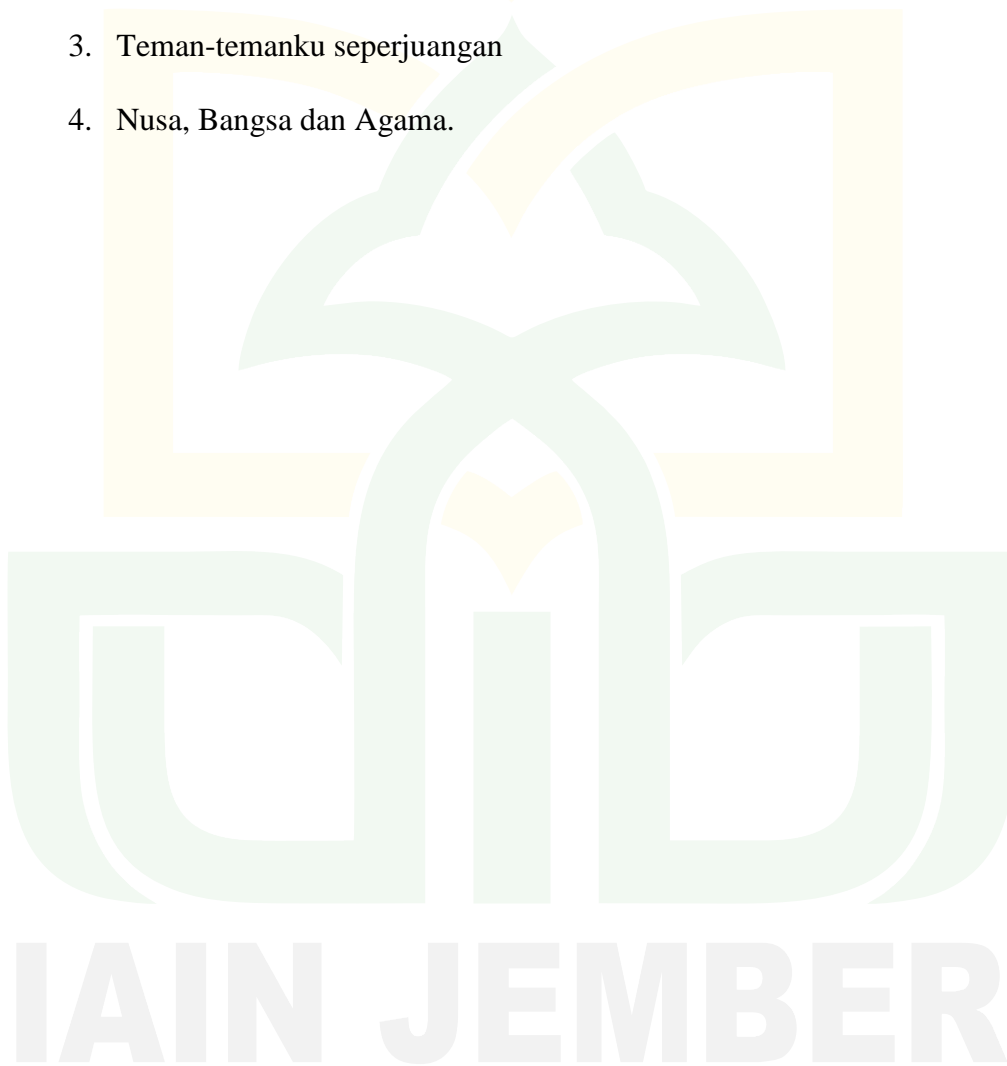 3. Teman-temanku seperjuangan
4. Nusa, Bangsa dan Agama.
IAIN JEMBER